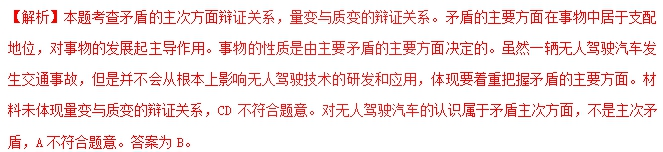 【解析】本题考查矛盾的主次方面辩证关系，量变与质变的辩证关系。矛盾的主要方面在事物中居于支配
地位，对事物的发展起主导作用。事物的性质是由主要矛盾的主要方面决定的。虽然一辆无人驾驶汽车发
生交通事故，但是并不会从根本上影响无人驾驶技术的研发和应用，体现要着重把握矛盾的主要方面。材
料未体现量变与质变的辩证关系，CD 不符合题意。对无人驾驶汽车的认识属于矛盾主次方面，不是主次矛
盾，A 不符合题意。答案为 B。